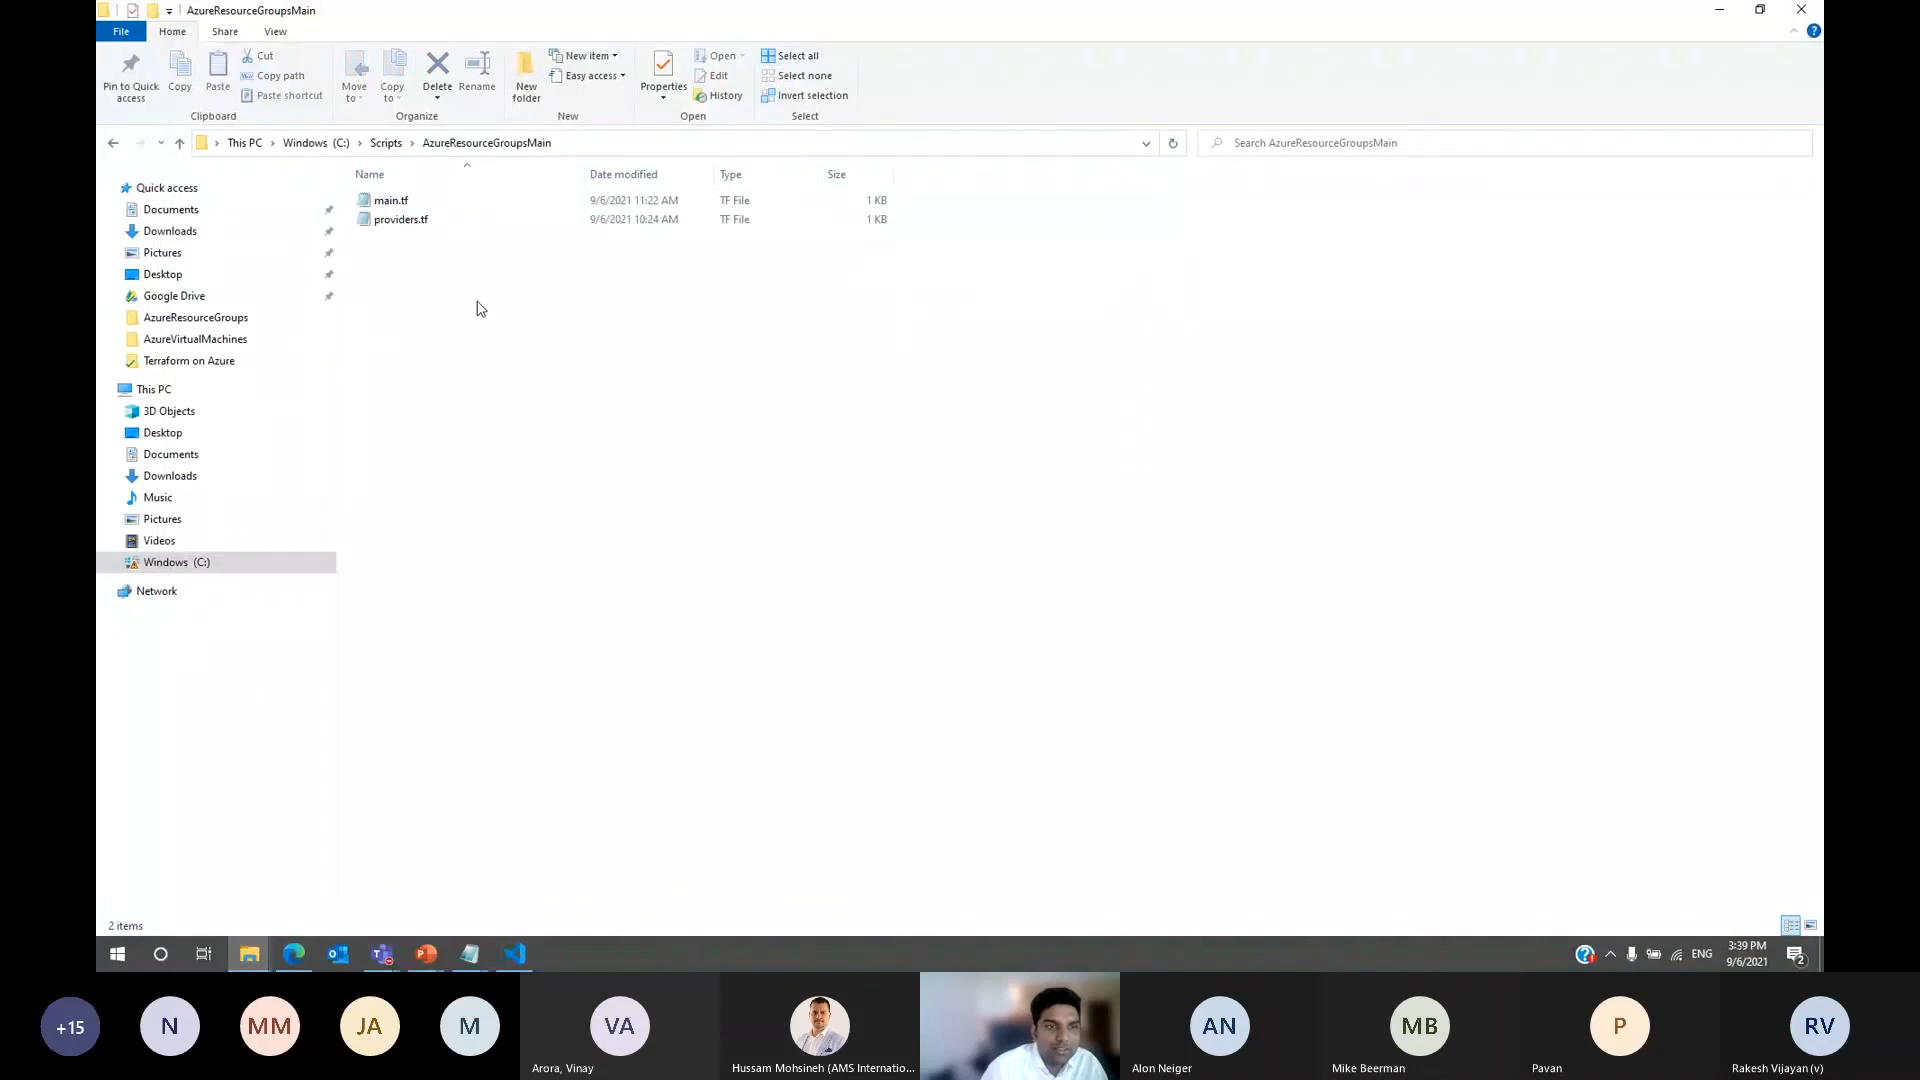 AzureResourceGroupsMain
File Home Share View
Pin to Quick access
Copy
Paste
Cut
Copy path
Paste shortcut
Clipboard
Move to
Copy to
Delete
Rename
Organize
New folder
New item
Easy access
New
Properties
Open
Edit
History
Open
Select all
Select none
Invert selection
Select
This PC > Windows (C:) > Scripts > AzureResourceGroupsMain
Search AzureResourceGroupsMain
Name Date modified Type Size
main.tf 9/6/2021 11:22 AM TF File 1 KB
providers.tf 9/6/2021 10:24 AM TF File 1 KB
Quick access
Documents
Downloads
Pictures
Desktop
Google Drive
AzureResourceGroups
AzureVirtualMachines
Terraform on Azure
This PC
3D Objects
Desktop
Documents
Downloads
Music
Pictures
Videos
Windows (C:)
Network
2 items
ENG
3:39 PM
9/6/2021
2
+15 N MM JA M VA AN MB P RV
Arora, Vinay
Hussam Mohsineh (AMS Internatio...
Alon Neiger
Mike Beerman
Pavan
Rakesh Vijayan (v)